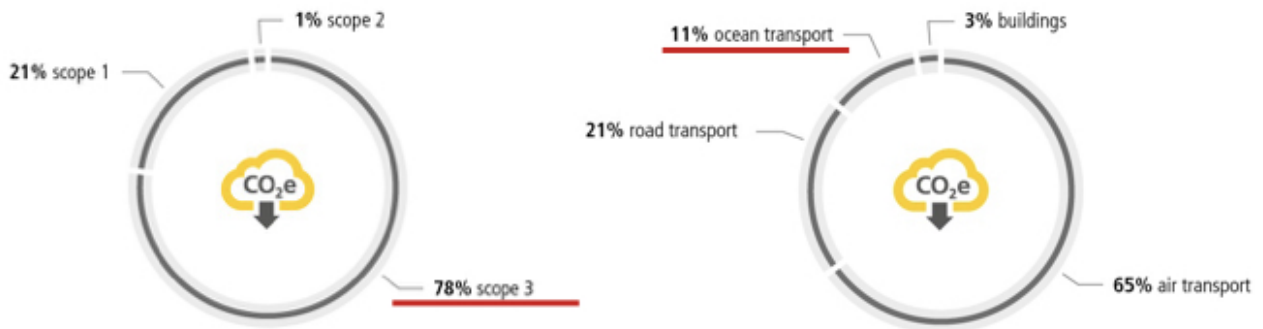 1% scope 2
21% scope 1
CO₂e
78% scope 3
3% buildings
11% ocean transport
21% road transport
CO₂e
65% air transport